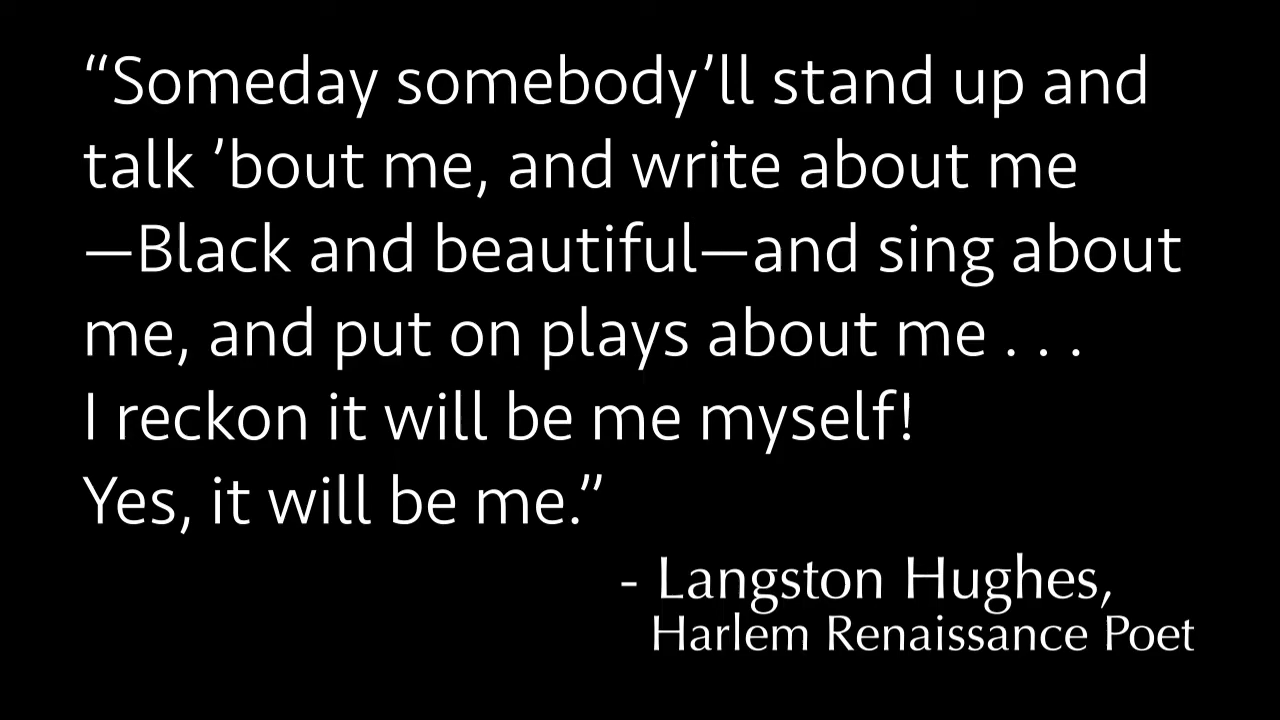 “Someday somebody’ll stand up and
talk ’bout me, and write about me
—Black and beautiful—and sing about
me, and put on plays about me . . .
I reckon it will be me myself!
Yes, it will be me.”
- Langston Hughes,
Harlem Renaissance Poet